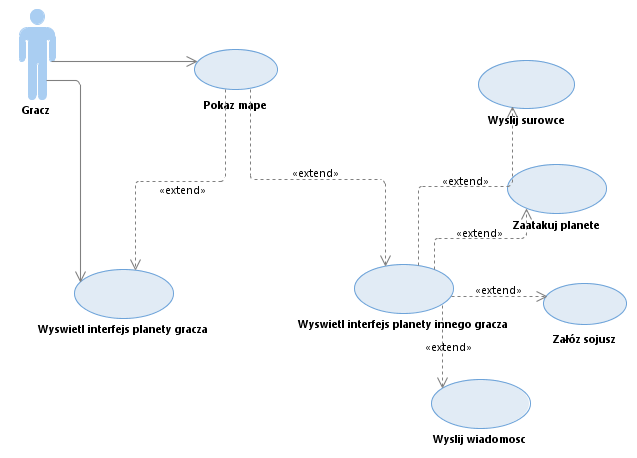 Gracz
Pokaz mape
Wyslij surowce
«extend»
«extend»
«extend»
Zaatakuj planete
«extend»
«extend»
Wyswietl interfejs planety gracza
Wyswietl interfejs planety innego gracza
Załóz sojusz
«extend»
Wyslij wiadomosc